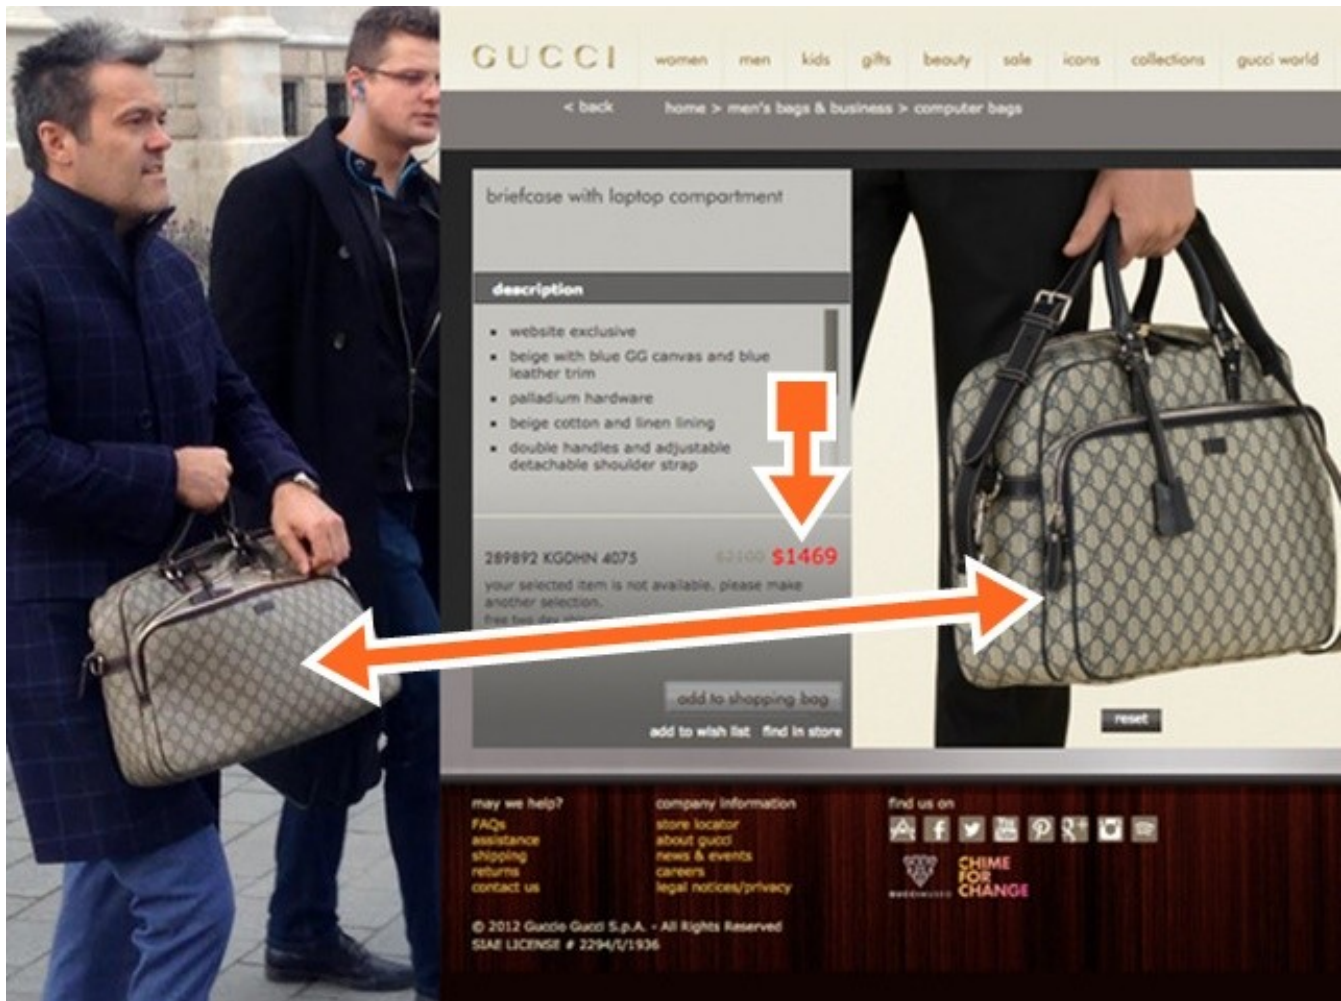 GUCCI
women men kids gifts beauty sale icons collections gucci world
< back home > men's bags & business > computer bags
briefcase with laptop compartment
description
▪ website exclusive
▪ beige with blue GG canvas and blue
leather trim
▪ palladium hardware
▪ beige cotton and linen lining
▪ double handles and adjustable
detachable shoulder strap
289892 KGDHN 4075 $2100 $1469
your selected item is not available, please make
another selection.
free two day
add to shopping bag
add to wish list find in store
reset
may we help?
FAQs
assistance
shipping
returns
contact us
company information
store locator
about gucci
news & events
careers
legal notices/privacy
find us on
GUCCIMUSEO
CHIME
FOR
CHANGE
© 2012 Guccio Gucci S.p.A. - All Rights Reserved
SIAE LICENSE # 2294/I/1936